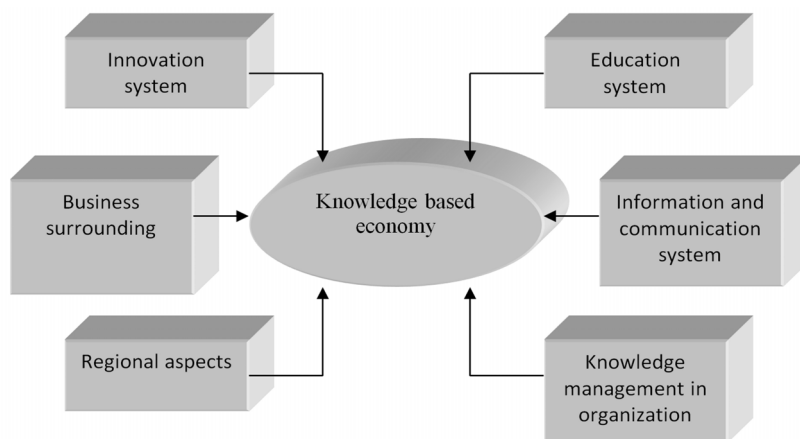 Innovation
system
Education
system
Business
surrounding
Knowledge based
economy
Information and
communication
system
Regional aspects
Knowledge
management in
organization